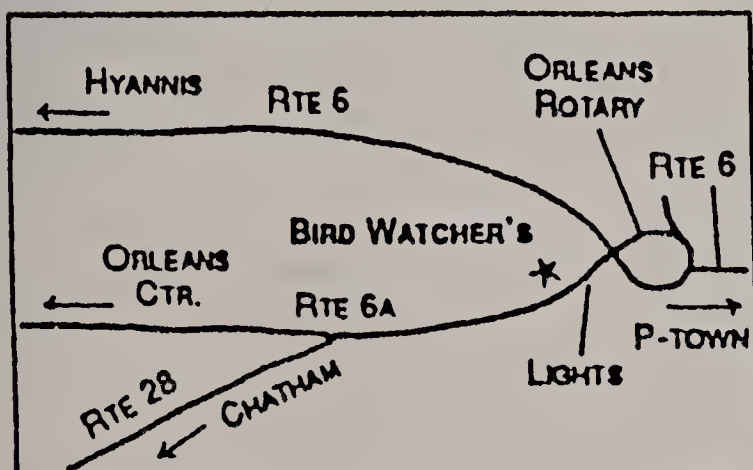 HYANNIS
RTE 6
ORLEANS
ROTARY
RTE 6
BIRD WATCHER'S
ORLEANS
CTR.
RTE 6A
P-TOWN
LIGHTS
RTE 28
CHATHAM